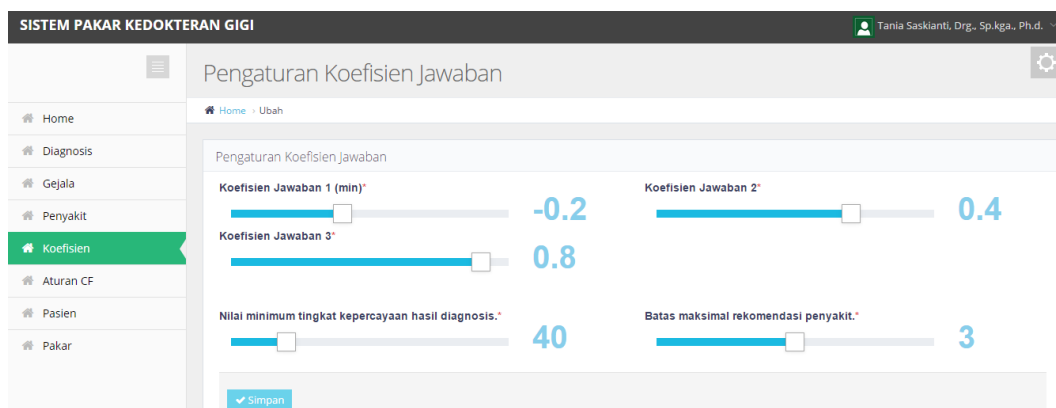 SISTEM PAKAR KEDOKTERAN GIGI
Tania Saskianti, Drg., Sp.kga., Ph.d.
Pengaturan Koefisien Jawaban
Home > Ubah
Home
Diagnosis
Gejala
Penyakit
Koefisien
Aturan CF
Pasien
Pakar
Pengaturan Koefisien Jawaban
Koefisien Jawaban 1 (min)*
-0.2
Koefisien Jawaban 2*
0.4
Koefisien Jawaban 3*
0.8
Nilai minimum tingkat kepercayaan hasil diagnosis.*
40
Batas maksimal rekomendasi penyakit.*
3
Simpan